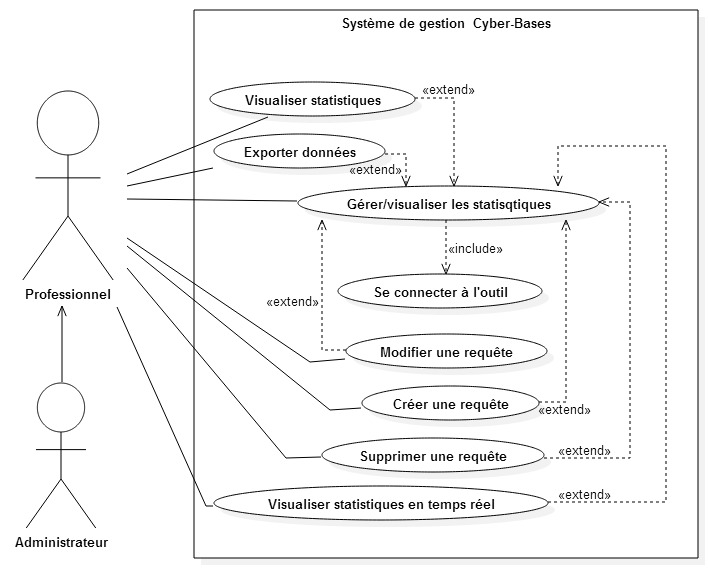 Système de gestion Cyber-Bases
Visualiser statistiques
«extend»
Exporter données
«extend»
Gérer/visualiser les statisqtiques
«include»
Se connecter à l'outil
Professionnel
«extend»
Modifier une requête
Créer une requête
«extend»
Supprimer une requête
«extend»
Visualiser statistiques en temps réel
«extend»
Administrateur